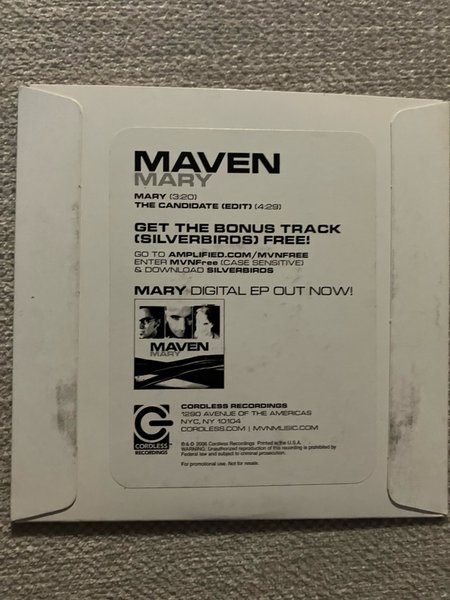 MAVEN
MARY
MARY (3:20)
THE CANDIDATE (EDIT) (4:29)
GET THE BONUS TRACK
(SILVERBIRDS) FREE!
GO TO AMPLIFIED.COM/MVNFREE
ENTER MVNFree (CASE SENSITIVE)
& DOWNLOAD SILVERBIRDS
MARY DIGITAL EP OUT NOW!
MAVEN
MARY
CORDLESS RECORDINGS
1290 AVENUE OF THE AMERICAS
NYC, NY 10104
CORDLESS.COM | MVNMUSIC.COM
CORDLESS™
RECORDINGS
℗ & © 2006 Cordless Recordings. Printed in the U.S.A.
WARNING: Unauthorized reproduction of this recording is prohibited by
Federal law and subject to criminal prosecution.
For promotional use. Not for resale.